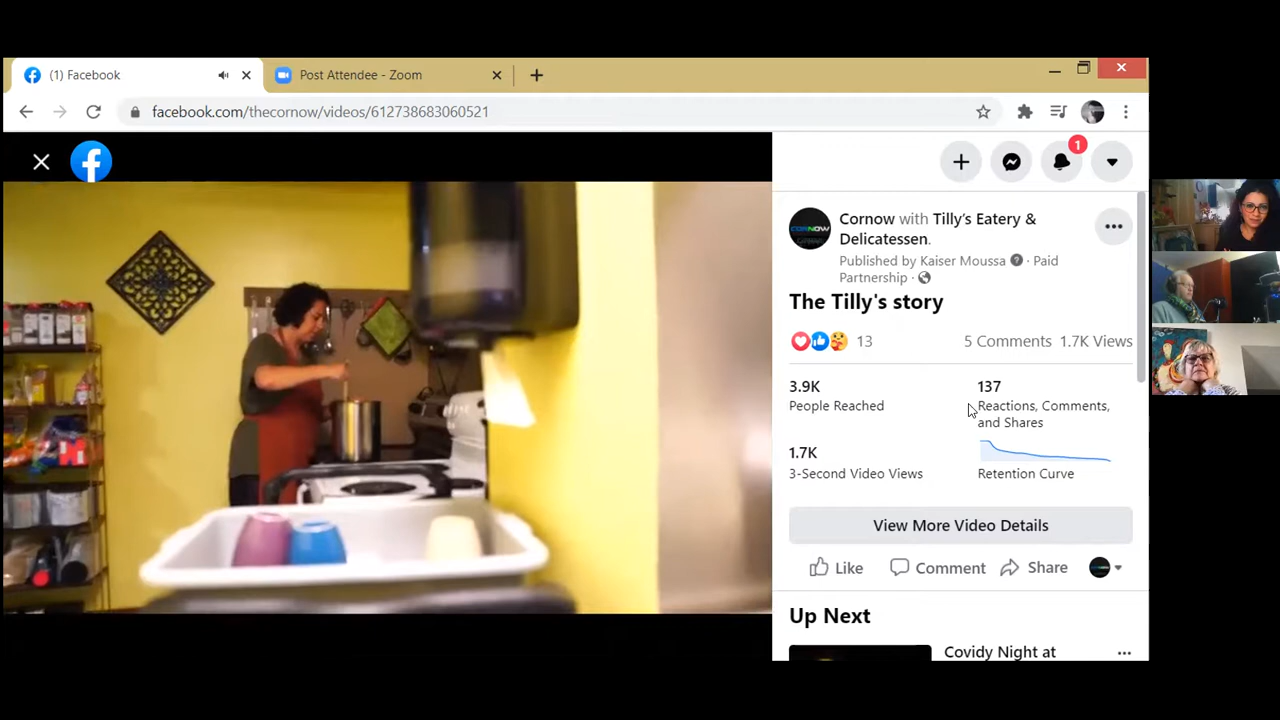 (1) Facebook
Post Attendee - Zoom
facebook.com/thecornow/videos/612738683060521
1
CORNOW
Cornow with Tilly's Eatery &
Delicatessen.
Published by Kaiser Moussa · Paid
Partnership ·
The Tilly's story
13 5 Comments 1.7K Views
3.9K
People Reached
137
Reactions, Comments,
and Shares
1.7K
3-Second Video Views
Retention Curve
View More Video Details
Like Comment Share
Up Next
Covidy Night at